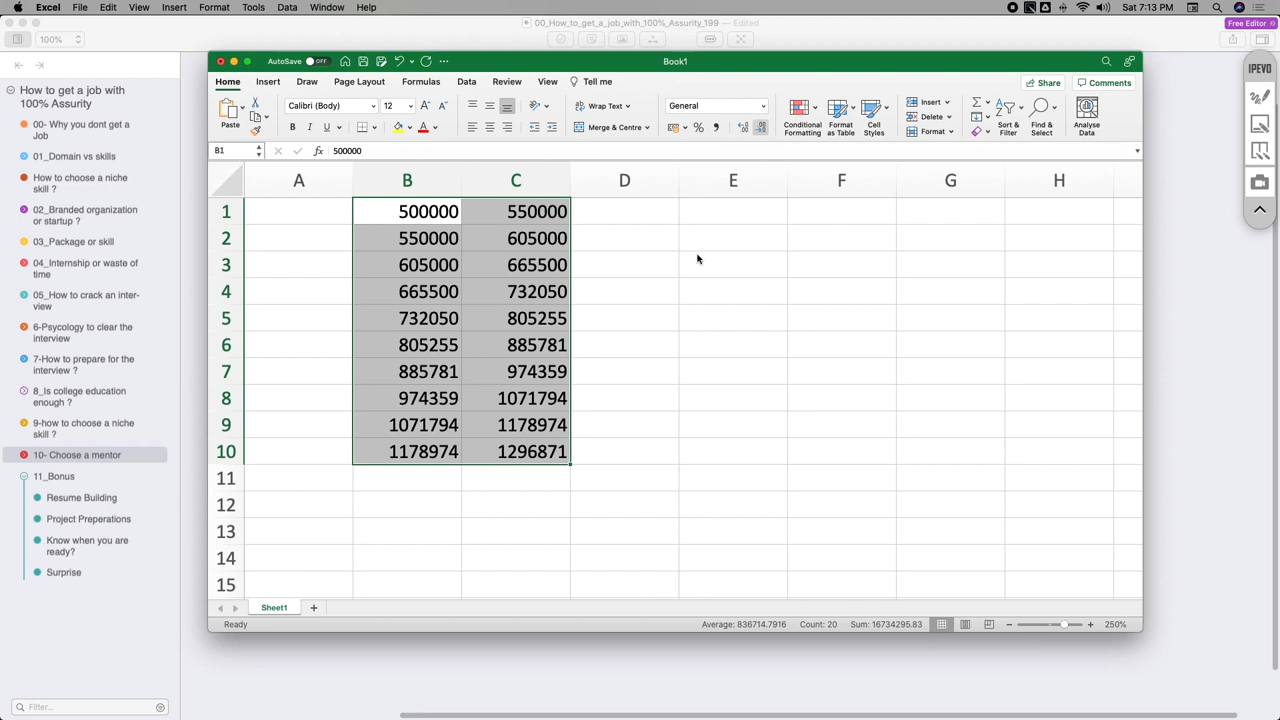 Excel File Edit View Insert Format Tools Data Window Help
Sat 7:13 PM
00_How_to_get_a_job_with_100%_Assurity_199 – Edited
Free Editor
100%
How to get a job with
100% Assurity
00- Why you dont get a
Job
01_Domain vs skills
How to choose a niche
skill ?
02_Branded organization
or startup ?
03_Package or skill
04_Internship or waste of
time
05_How to crack an inter-
view
6-Psycology to clear the
interview
7-How to prepare for the
interview ?
8_Is college education
enough ?
9-how to choose a niche
skill ?
10- Choose a mentor
11_Bonus
Resume Building
Project Preperations
Know when you are
ready?
Surprise
Filter...
AutoSave OFF
Book1
Home Insert Draw Page Layout Formulas Data Review View Tell me
Share Comments
Paste
Calibri (Body) 12
Wrap Text
Merge & Centre
General
Conditional
Formatting
Format
as Table
Cell
Styles
Insert
Delete
Format
Sort &
Filter
Find &
Select
Analyse
Data
B1 fx 500000
A B C D E F G H
1 500000 550000
2 550000 605000
3 605000 665500
4 665500 732050
5 732050 805255
6 805255 885781
7 885781 974359
8 974359 1071794
9 1071794 1178974
10 1178974 1296871
11
12
13
14
15
Sheet1
Ready Average: 836714.7916 Count: 20 Sum: 16734295.83 250%
IPEVO